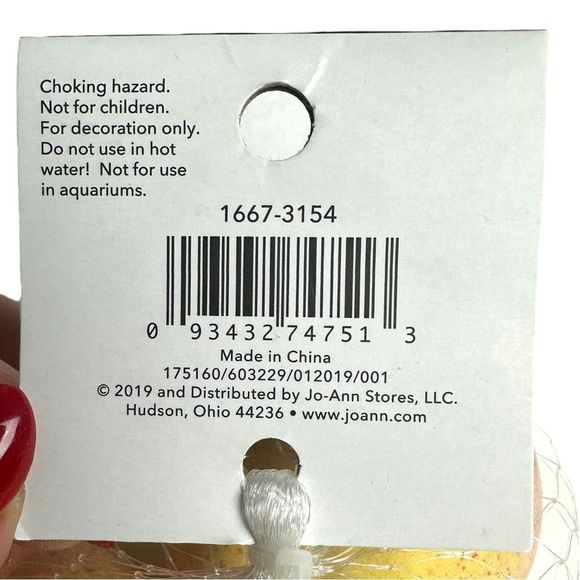 Choking hazard.
Not for children.
For decoration only.
Do not use in hot
water! Not for use
in aquariums.
1667-3154
0 93432 74751 3
Made in China
175160/603229/012019/001
© 2019 and Distributed by Jo-Ann Stores, LLC.
Hudson, Ohio 44236 • www.joann.com